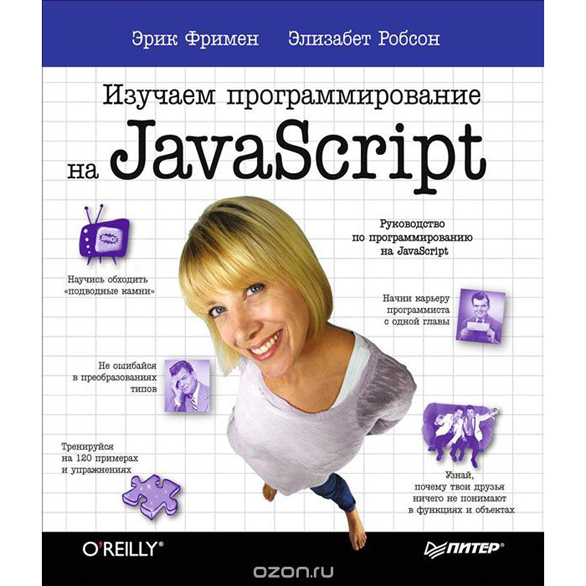 Эрик Фримен Элизабет Робсон
Изучаем программирование
на JavaScript
Руководство
по программированию
на JavaScript
Научись обходить
«подводные камни»
Начни карьеру
программиста
с одной главы
Не ошибайся
в преобразованиях
типов
Тренируйся
на 120 примерах
и упражнениях
Узнай,
почему твои друзья
ничего не понимают
в функциях и объектах
O'REILLY®
ПИТЕР®
ozon.ru